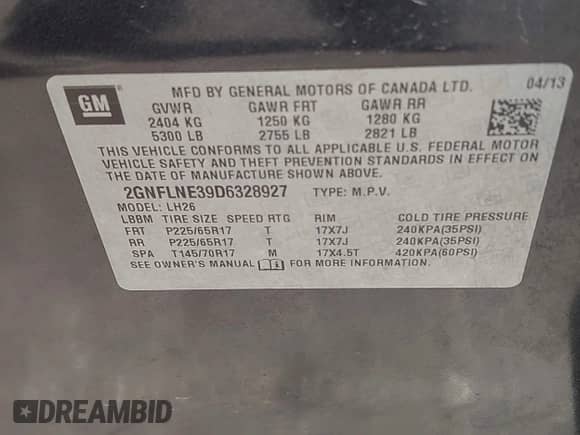 GM
MFD BY GENERAL MOTORS OF CANADA LTD. 04/13
GVWR GAWR FRT GAWR RR
2404 KG 1250 KG 1280 KG
5300 LB 2755 LB 2821 LB
THIS VEHICLE CONFORMS TO ALL APPLICABLE U.S. FEDERAL MOTOR
VEHICLE SAFETY AND THEFT PREVENTION STANDARDS IN EFFECT ON
THE DATE OF MANUFACTURE SHOWN ABOVE.
2GNFLNE39D6328927 TYPE: M.P.V.
MODEL: LH26
LBBM TIRE SIZE SPEED RTG RIM COLD TIRE PRESSURE
FRT P225/65R17 T 17X7J 240KPA(35PSI)
RR P225/65R17 T 17X7J 240KPA(35PSI)
SPA T145/70R17 M 17X4.5T 420KPA(60PSI)
SEE OWNER'S MANUAL FOR MORE INFORMATION.
DREAMBID